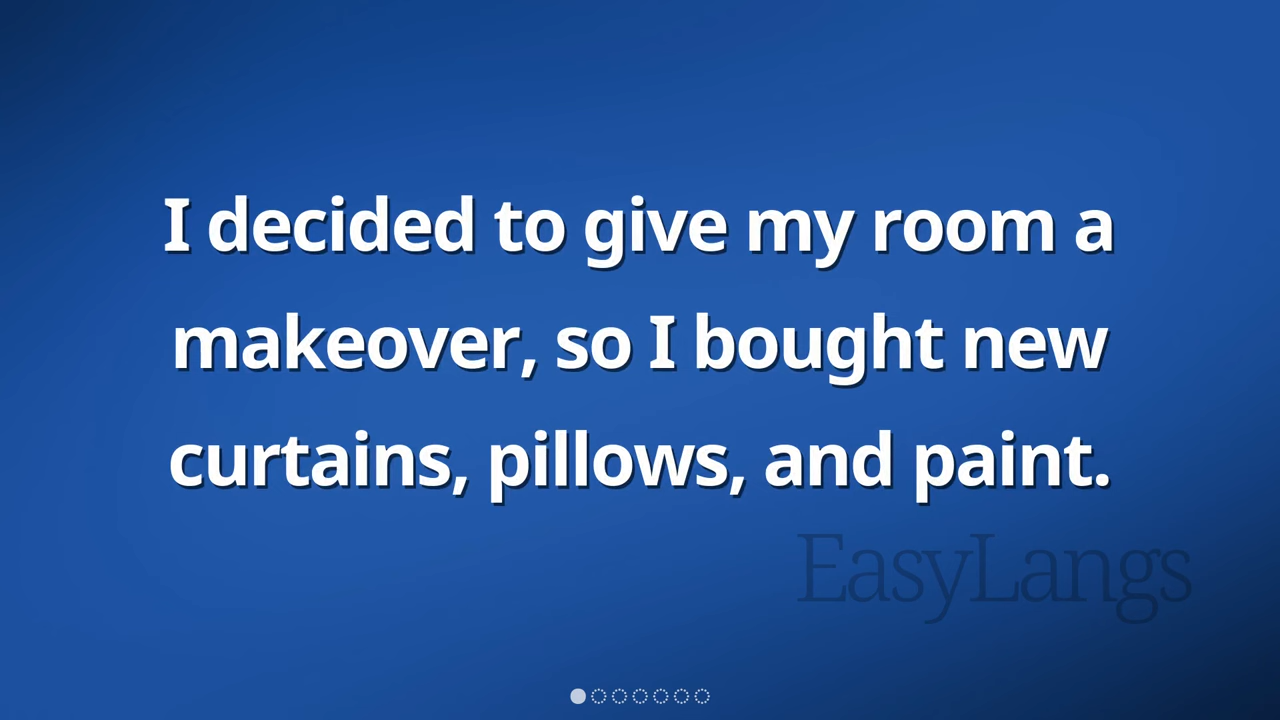 I decided to give my room a
makeover, so I bought new
curtains, pillows, and paint.
EasyLangs